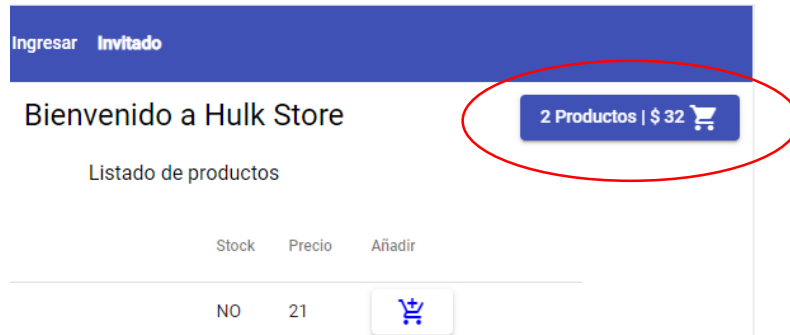 Ingresar Invitado
Bienvenido a Hulk Store
2 Productos | $ 32
Listado de productos
Stock Precio Añadir
NO 21